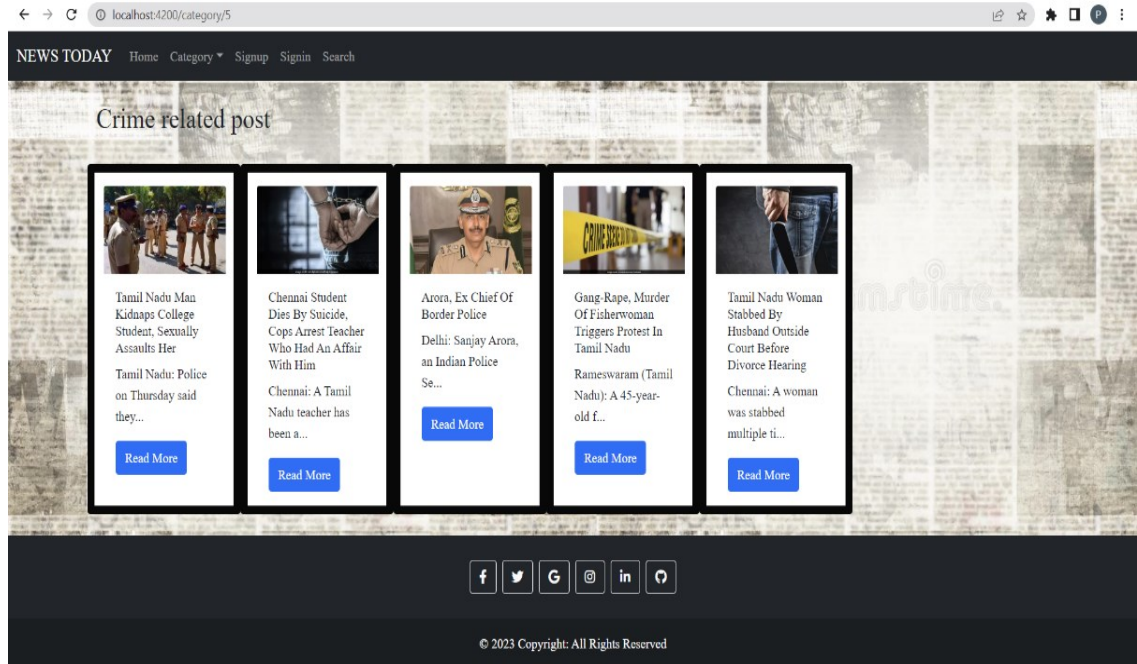 localhost:4200/category/5
P
NEWS TODAY Home Category Signup Signin Search
Crime related post
Tamil Nadu Man
Kidnaps College
Student, Sexually
Assaults Her
Tamil Nadu: Police
on Thursday said
they...
Read More
Chennai Student
Dies By Suicide,
Cops Arrest Teacher
Who Had An Affair
With Him
Chennai: A Tamil
Nadu teacher has
been a...
Read More
Arora, Ex Chief Of
Border Police
Delhi: Sanjay Arora,
an Indian Police
Se...
Read More
CRIME SCENE DO NOT
Gang-Rape, Murder
Of Fisherwoman
Triggers Protest In
Tamil Nadu
Rameswaram (Tamil
Nadu): A 45-year-
old f...
Read More
Tamil Nadu Woman
Stabbed By
Husband Outside
Court Before
Divorce Hearing
Chennai: A woman
was stabbed
multiple ti...
Read More
f G in
© 2023 Copyright: All Rights Reserved